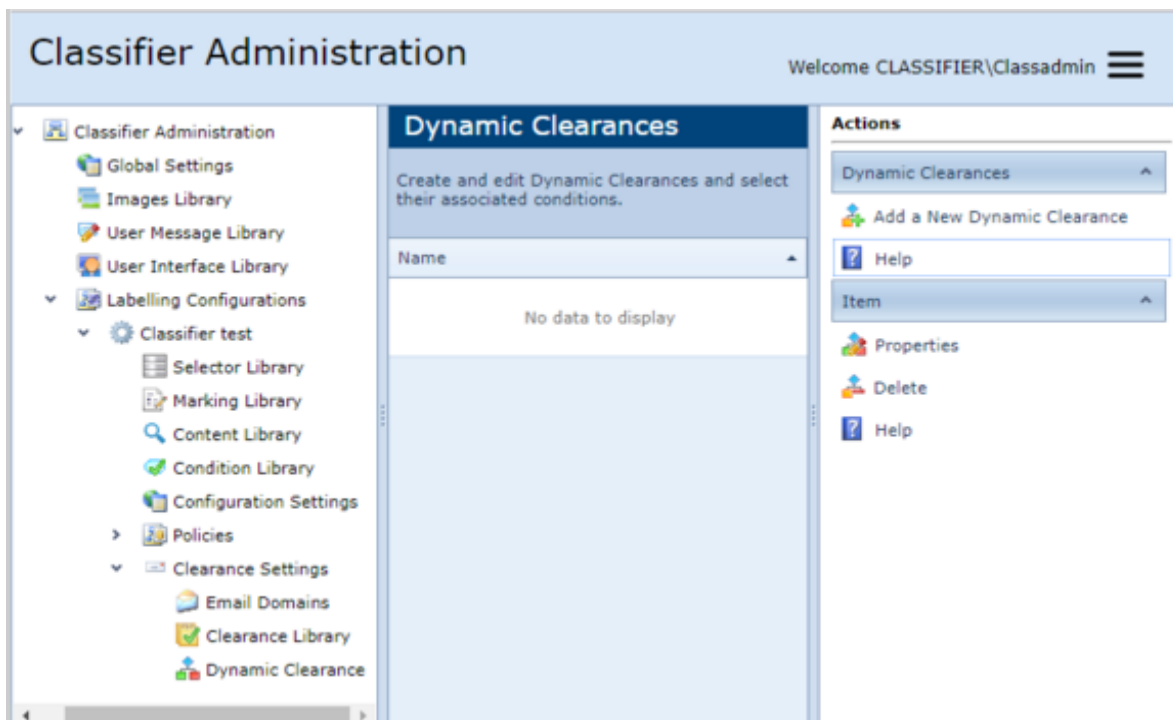 Classifier Administration
Welcome CLASSIFIER\Classadmin
Classifier Administration
Global Settings
Images Library
User Message Library
User Interface Library
Labelling Configurations
Classifier test
Selector Library
Marking Library
Content Library
Condition Library
Configuration Settings
Policies
Clearance Settings
Email Domains
Clearance Library
Dynamic Clearance
Dynamic Clearances
Create and edit Dynamic Clearances and select
their associated conditions.
Name
No data to display
Actions
Dynamic Clearances
Add a New Dynamic Clearance
Help
Item
Properties
Delete
Help